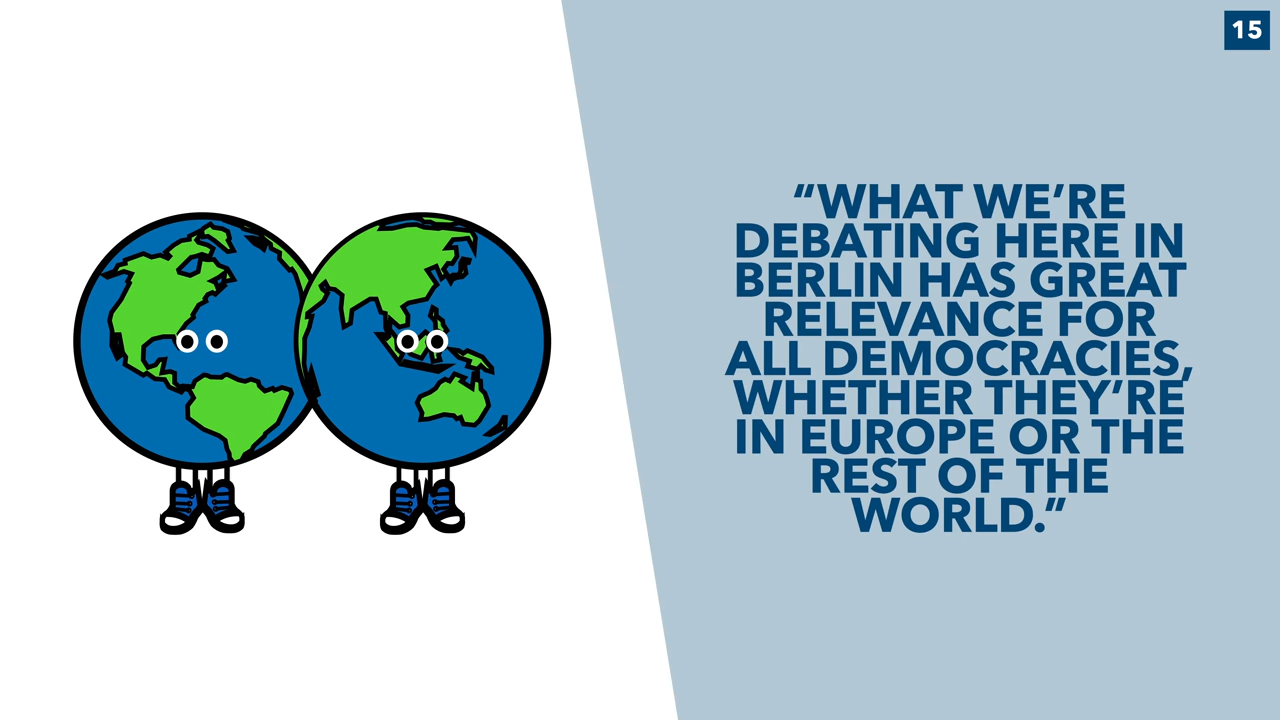 15
“WHAT WE’RE
DEBATING HERE IN
BERLIN HAS GREAT
RELEVANCE FOR
ALL DEMOCRACIES,
WHETHER THEY’RE
IN EUROPE OR THE
REST OF THE
WORLD.”